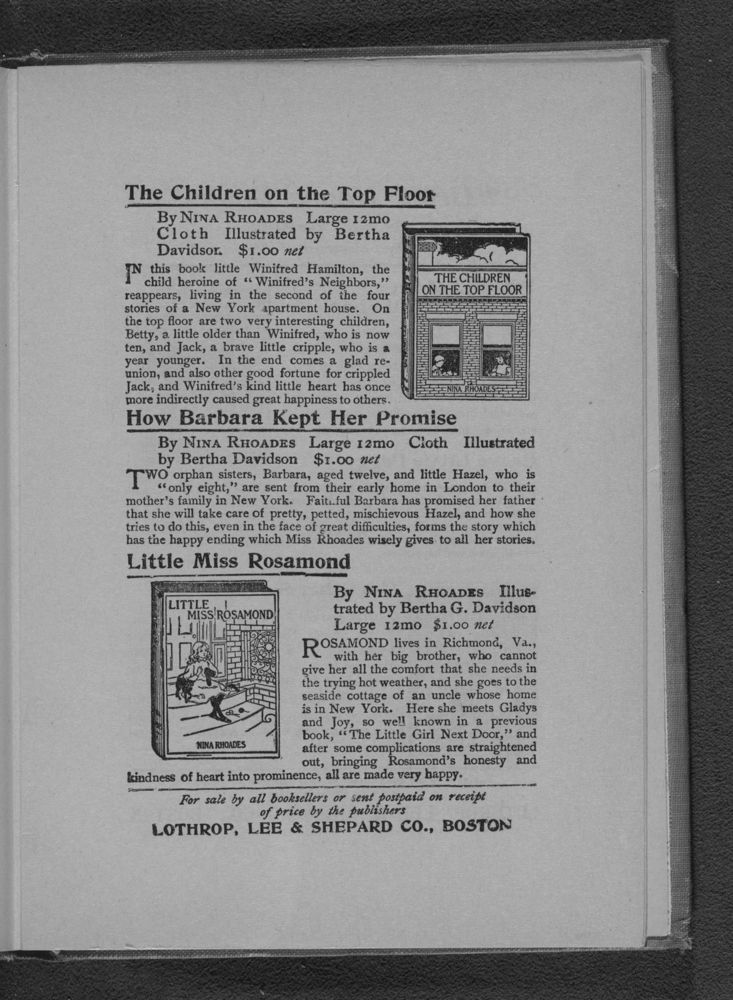 The Children on the Top Floor
By NINA RHOADES Large 12mo
Cloth Illustrated by Bertha
Davidson. $1.00 net
IN this book little Winifred Hamilton, the
child heroine of "Winifred's Neighbors,"
reappears, living in the second of the four
stories of a New York apartment house. On
the top floor are two very interesting children,
Betty, a little older than Winifred, who is now
ten, and Jack, a brave little cripple, who is a
year younger. In the end comes a glad re-
union, and also other good fortune for crippled
Jack, and Winifred's kind little heart has once
more indirectly caused great happiness to others.
THE CHILDREN
ON THE TOP FLOOR
NINA RHOADES
How Barbara Kept Her Promise
By NINA RHOADES Large 12mo Cloth Illustrated
by Bertha Davidson $1.00 net
TWO orphan sisters, Barbara, aged twelve, and little Hazel, who is
"only eight," are sent from their early home in London to their
mother's family in New York. Faithful Barbara has promised her father
that she will take care of pretty, petted, mischievous Hazel, and how she
tries to do this, even in the face of great difficulties, forms the story which
has the happy ending which Miss Rhoades wisely gives to all her stories.
Little Miss Rosamond
LITTLE
MISS ROSAMOND
NINA RHOADES
By NINA RHOADES Illus-
trated by Bertha G. Davidson
Large 12mo $1.00 net
ROSAMOND lives in Richmond, Va.,
with her big brother, who cannot
give her all the comfort that she needs in
the trying hot weather, and she goes to the
seaside cottage of an uncle whose home
is in New York. Here she meets Gladys
and Joy, so well known in a previous
book, "The Little Girl Next Door," and
after some complications are straightened
out, bringing Rosamond's honesty and
kindness of heart into prominence, all are made very happy.
For sale by all booksellers or sent postpaid on receipt
of price by the publishers
LOTHROP, LEE & SHEPARD CO., BOSTON